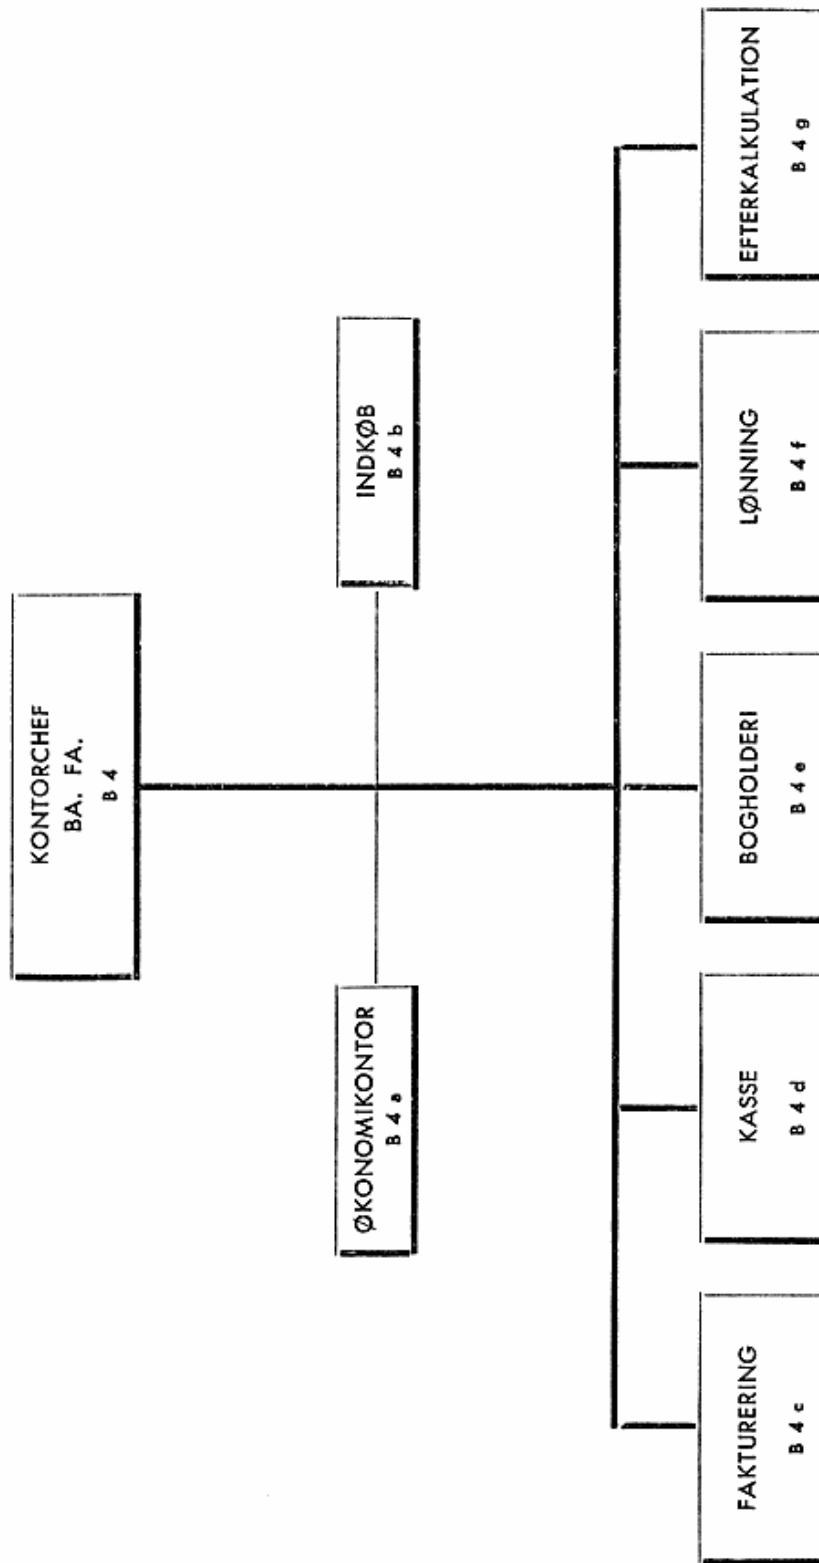 KONTORCHEF
BA. FA.
B 4
ØKONOMIKONTOR
B 4 a
INDKØB
B 4 b
FAKTURERING
B 4 c
KASSE
B 4 d
BOGHOLDERI
B 4 e
LØNNING
B 4 f
EFTERKALKULATION
B 4 g